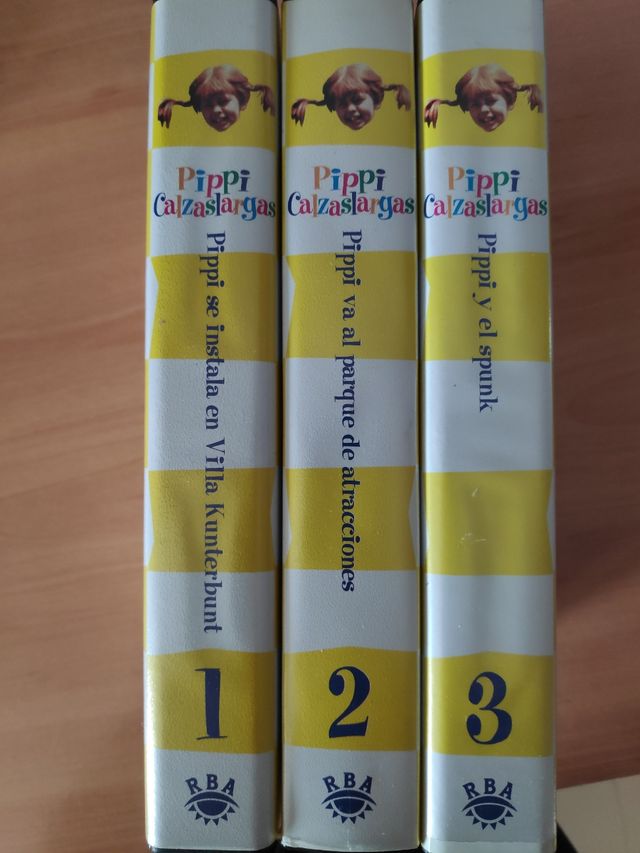 Pippi
Calzaslargas
Pippi se instala en Villa Kunterbunt
1
RBA
Pippi
Calzaslargas
Pippi va al parque de atracciones
2
RBA
Pippi
Calzaslargas
Pippi y el spunk
3
RBA